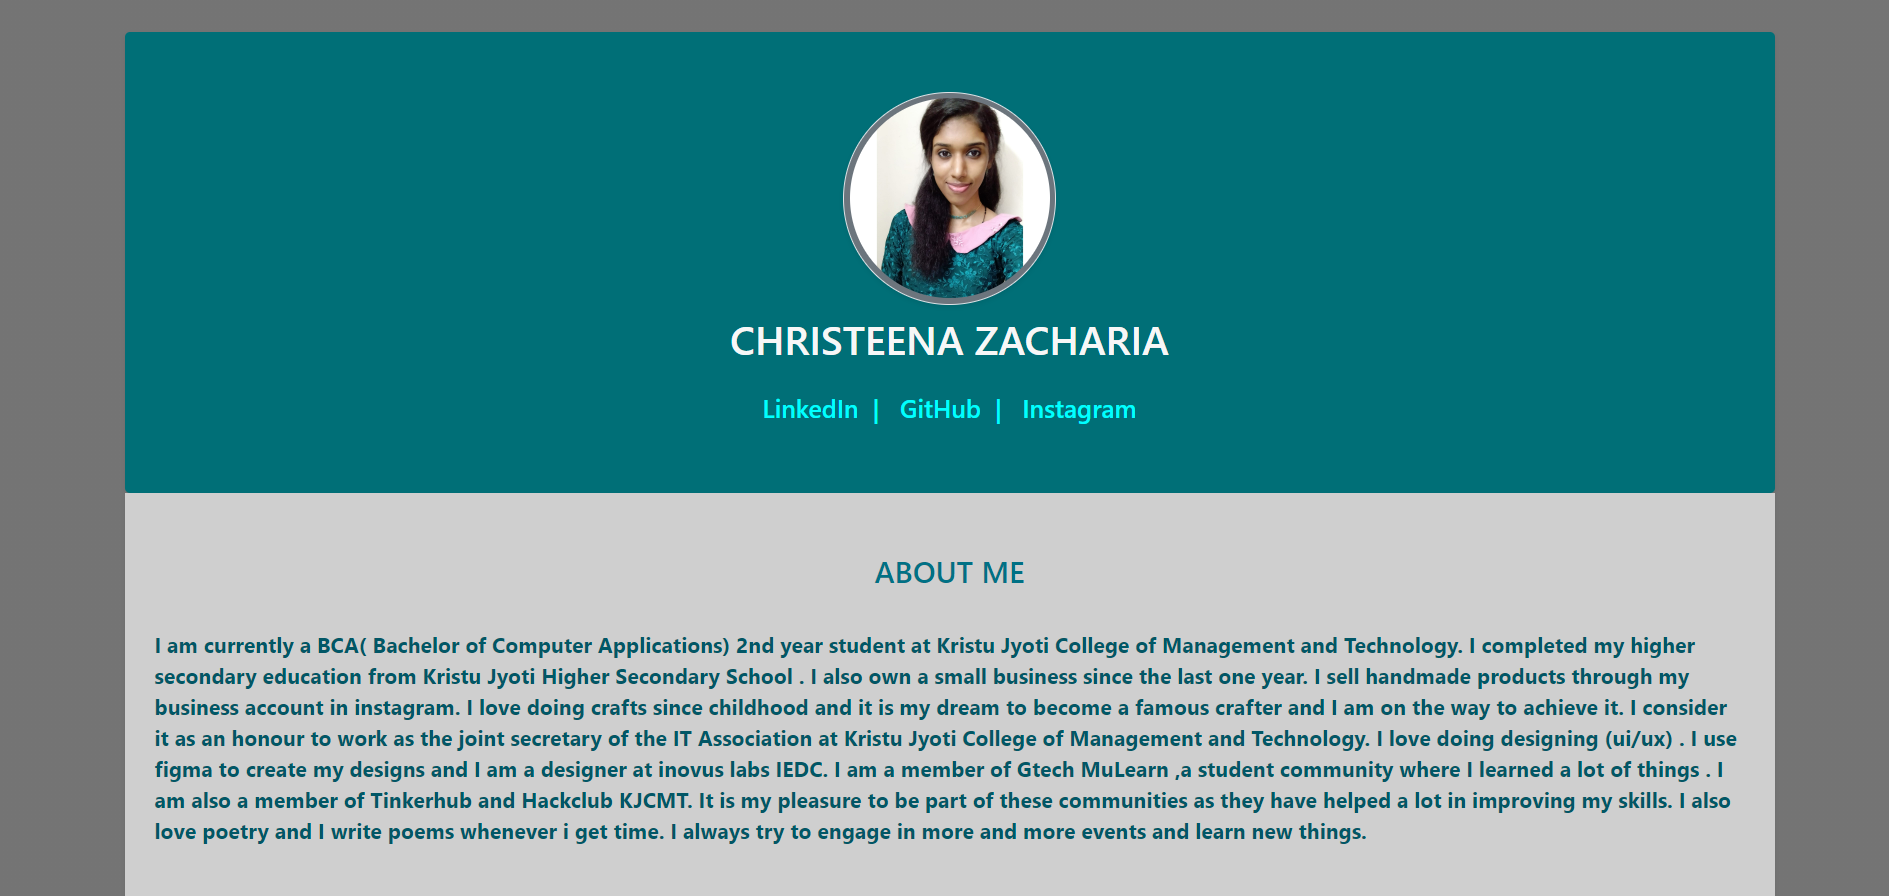 CHRISTEENA ZACHARIA
LinkedIn | GitHub | Instagram
ABOUT ME
I am currently a BCA( Bachelor of Computer Applications) 2nd year student at Kristu Jyoti College of Management and Technology. I completed my higher
secondary education from Kristu Jyoti Higher Secondary School . I also own a small business since the last one year. I sell handmade products through my
business account in instagram. I love doing crafts since childhood and it is my dream to become a famous crafter and I am on the way to achieve it. I consider
it as an honour to work as the joint secretary of the IT Association at Kristu Jyoti College of Management and Technology. I love doing designing (ui/ux) . I use
figma to create my designs and I am a designer at inovus labs IEDC. I am a member of Gtech MuLearn ,a student community where I learned a lot of things . I
am also a member of Tinkerhub and Hackclub KJCMT. It is my pleasure to be part of these communities as they have helped a lot in improving my skills. I also
love poetry and I write poems whenever i get time. I always try to engage in more and more events and learn new things.